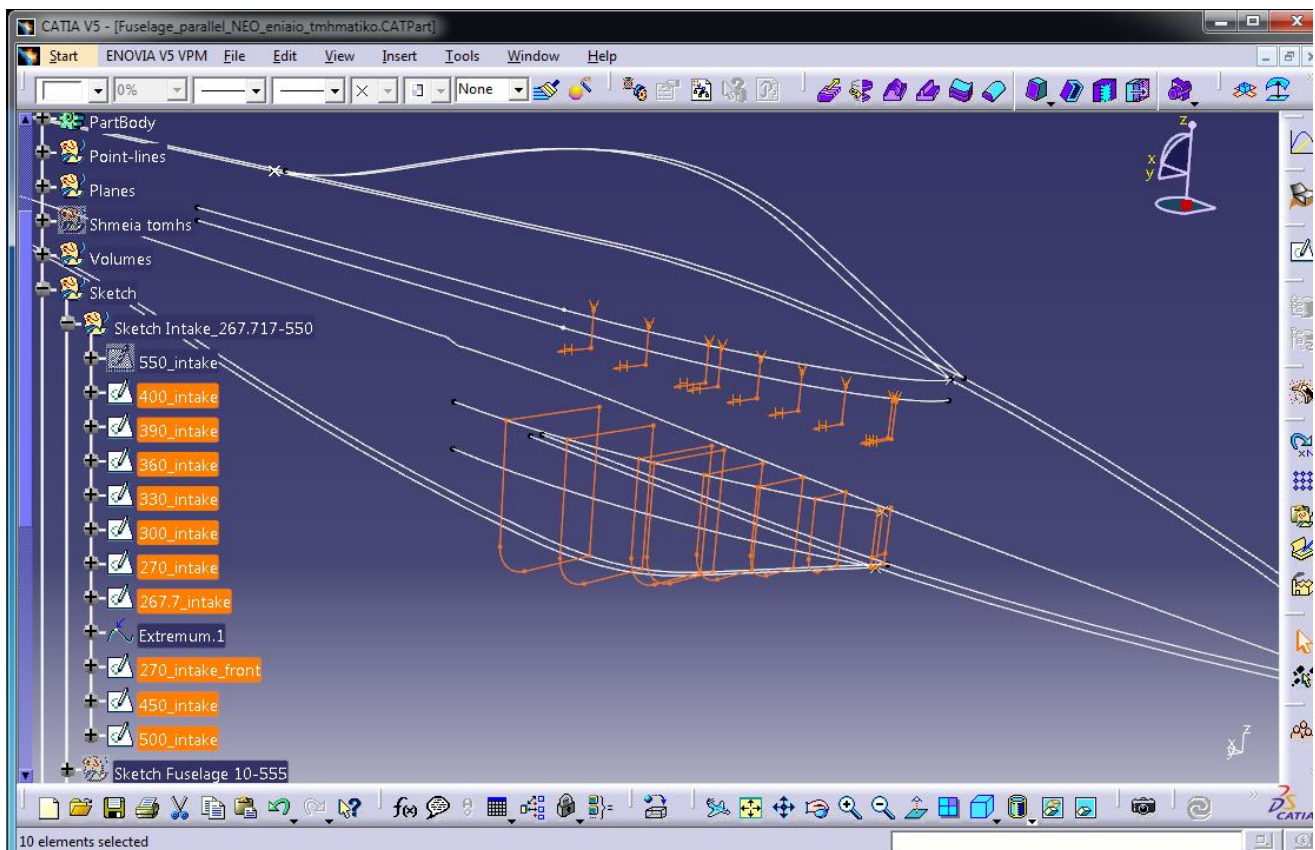 CATIA V5 - [Fuselage_parallel_NEO_eniaio_tmhmatiko.CATPart]
Start ENOVIA V5 VPM File Edit View Insert Tools Window Help
0% None
PartBody
Point-lines
Planes
Shmeia tomhs
Volumes
Sketch
Sketch Intake_267.717-550
550_intake
400_intake
390_intake
360_intake
330_intake
300_intake
270_intake
267.7_intake
Extremum.1
270_intake_front
450_intake
500_intake
Sketch Fuselage 10-555
z
x
y
V V V V V V V V
H H H H H H H H
z
f(x)
CATIA
10 elements selected